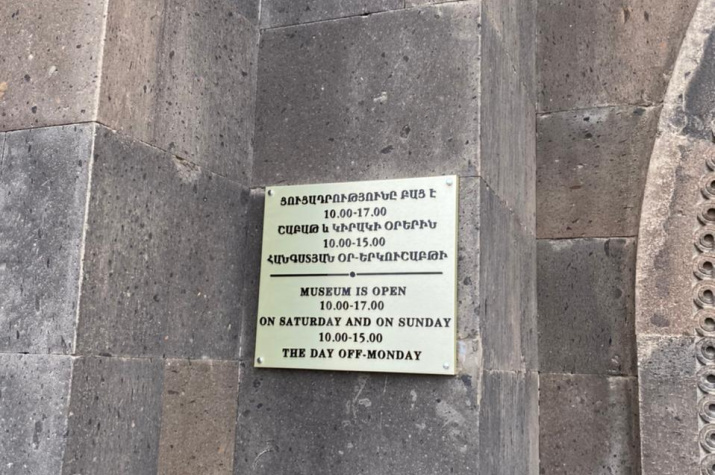 ՑՈՒՑԱԴՐՈՒԹՅՈՒՆԸ ԲԱՑ Է
10.00-17.00
ՇԱԲԱԹ և ԿԻՐԱԿԻ ՕՐԵՐԻՆ
10.00-15.00
ՀԱՆԳՍՏՅԱՆ ՕՐ-ԵՐԿՈՒՇԱԲԹԻ
MUSEUM IS OPEN
10.00-17.00
ON SATURDAY AND ON SUNDAY
10.00-15.00
THE DAY OFF-MONDAY